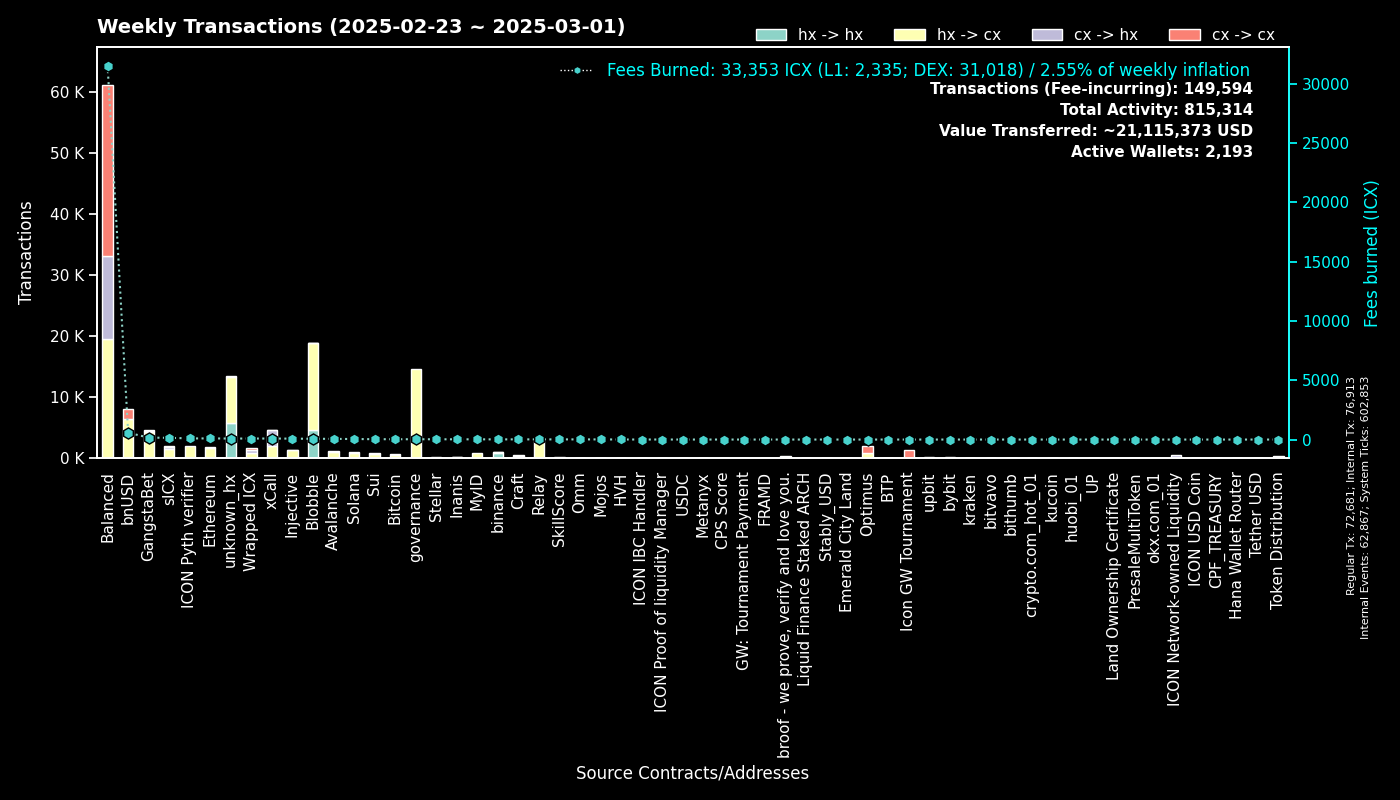 Weekly Transactions (2025-02-23 ~ 2025-03-01)
hx -> hx
hx -> cx
cx -> hx
cx -> cx
Fees Burned: 33,353 ICX (L1: 2,335; DEX: 31,018) / 2.55% of weekly inflation
Transactions (Fee-incurring): 149,594
Total Activity: 815,314
Value Transferred: ~21,115,373 USD
Active Wallets: 2,193
Transactions
60 K
50 K
40 K
30 K
20 K
10 K
0 K
30000
25000
20000
15000
10000
5000
0
Fees burned (ICX)
Regular Tx: 72,681; Internal Tx: 76,913
Internal Events: 62,867; System Ticks: 602,853
Balanced
bnUSD
GangstaBet
sICX
ICON Pyth verifier
Ethereum
unknown_hx
Wrapped ICX
xCall
Injective
Blobble
Avalanche
Solana
Sui
Bitcoin
governance
Stellar
Inanis
MyID
binance
Craft
Relay
SkillScore
Omm
Mojos
HVH
ICON IBC Handler
ICON Proof of liquidity Manager
USDC
Metanyx
CPS Score
GW: Tournament Payment
FRAMD
broof - we prove, verify and love you.
Liquid Finance Staked ARCH
Stably_USD
Emerald City Land
Optimus
BTP
Icon GW Tournament
upbit
bybit
kraken
bitvavo
bithumb
crypto.com_hot_01
kucoin
huobi_01
UP
Land Ownership Certificate
PresaleMultiToken
okx.com_01
ICON Network-owned Liquidity
ICON USD Coin
CPF_TREASURY
Hana Wallet Router
Tether USD
Token Distribution
Source Contracts/Addresses